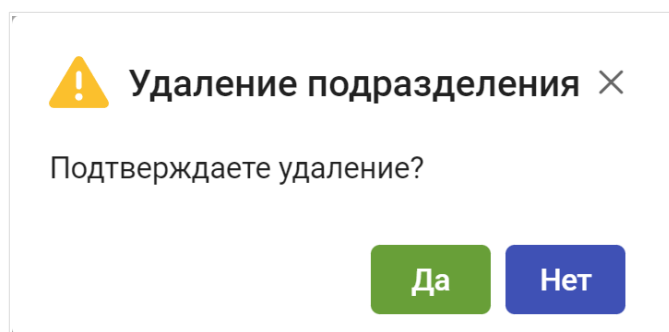 Удаление подразделения
Подтверждаете удаление?
Да
Нет